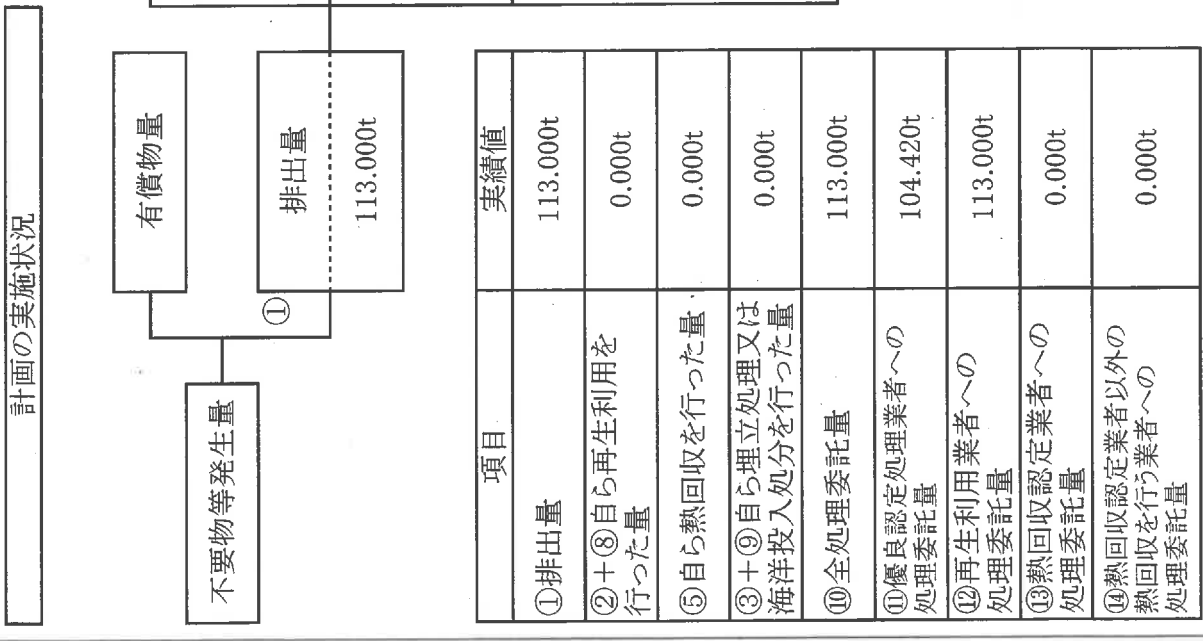 計画の実施状況
不要物等発生量
有償物量
①
排出量
113.000t
項目
実績値
①排出量
113.000t
②+⑧自ら再生利用を
行った量
0.000t
⑤自ら熱回収を行った量
0.000t
③+⑨自ら埋立処理又は
海洋投入処分を行った量
0.000t
⑩全処理委託量
113.000t
⑪優良認定処理業者への
処理委託量
104.420t
⑫再生利用業者への
処理委託量
113.000t
⑬熱回収認定業者への
処理委託量
0.000t
⑭熱回収認定業者以外の
熱回収を行う業者への
処理委託量
0.000t